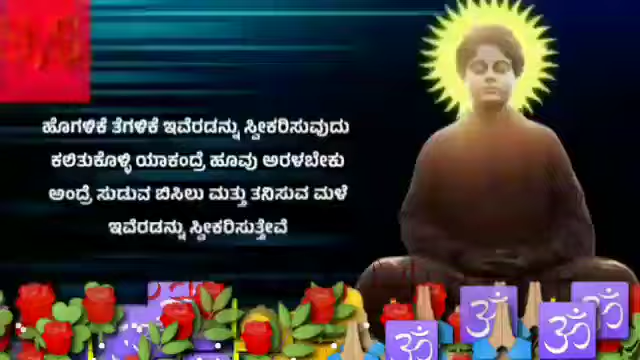 ಹೊಗಳಿಕೆ ತೆಗಳಿಕೆ ಇವೆರಡನ್ನು ಸ್ವೀಕರಿಸುವುದು
ಕಲಿತುಕೊಳ್ಳಿ ಯಾಕಂದ್ರೆ ಹೂವು ಅರಳಬೇಕು
ಅಂದ್ರೆ ಸುಡುವ ಬಿಸಿಲು ಮತ್ತು ತನಿಸುವ ಮಳೆ
ಇವೆರಡನ್ನು ಸ್ವೀಕರಿಸುತ್ತೇವೆ
ॐ ॐ ॐ ॐ